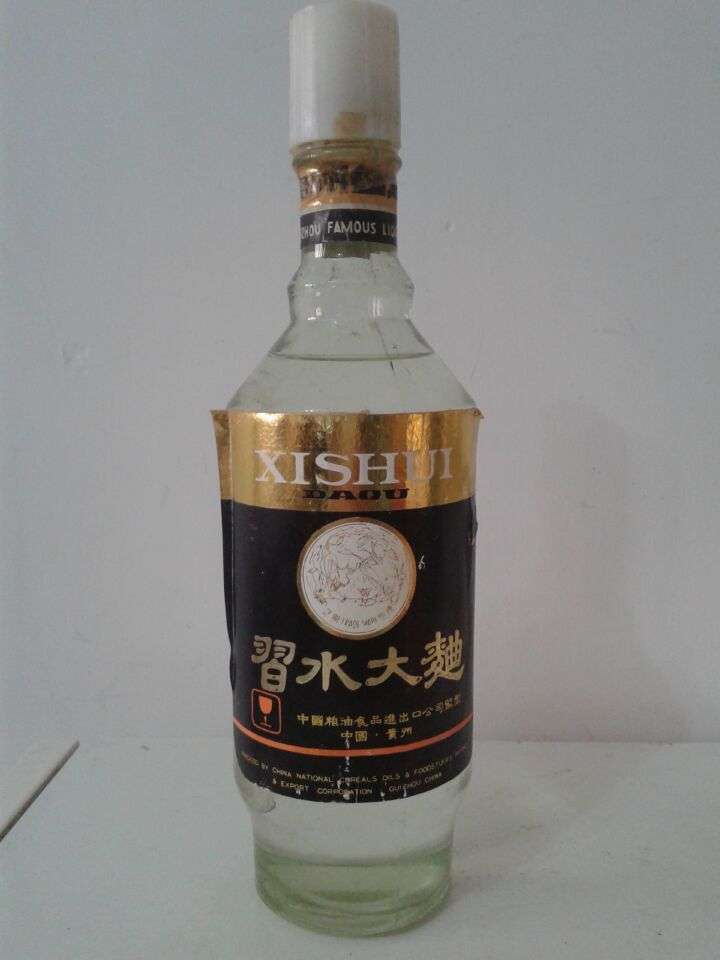 ZHOU FAMOUS LIQ
XISHUI
DAQU
習水大麯
中國粮油食品進出口公司監製
中國·貴州
BY CHINA NATIONAL CEREALS OILS & FOODSTUFFS
& EXPORT CORPORATION GUIZHOU CHINA